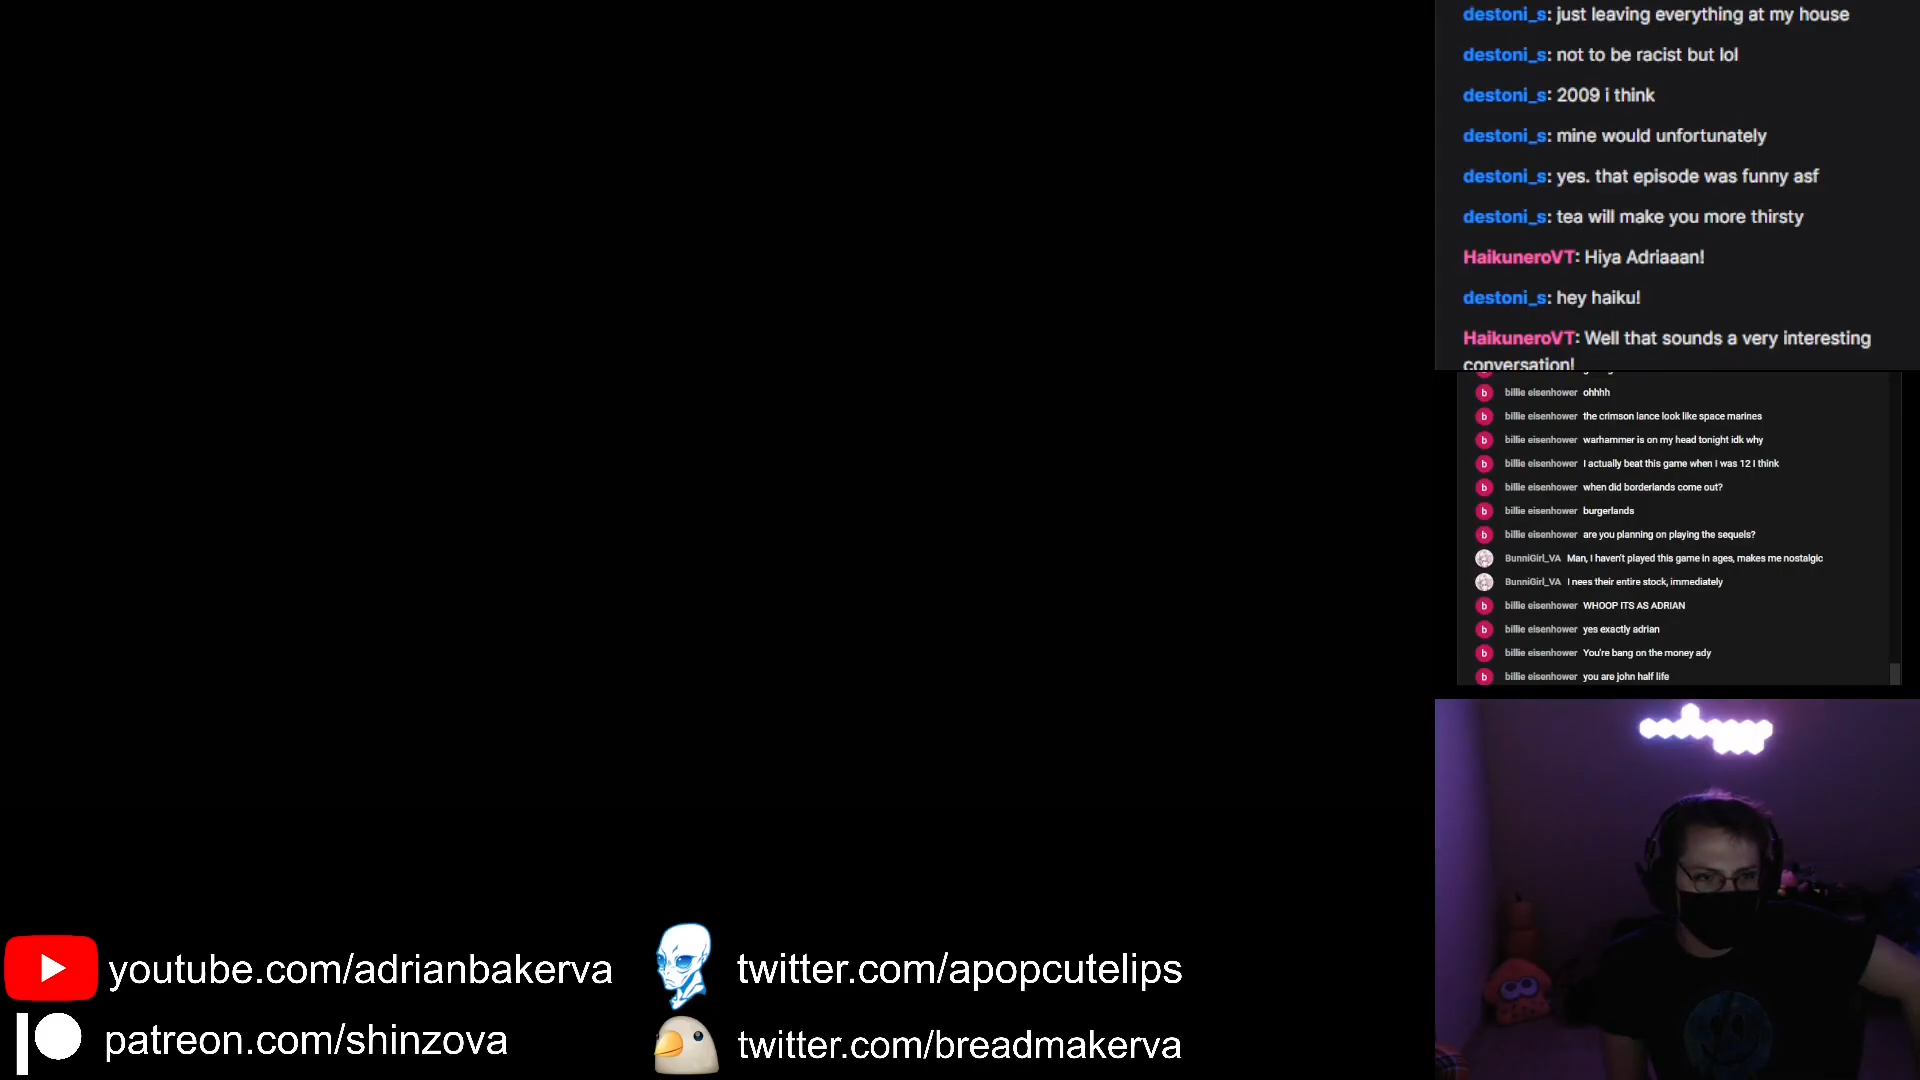 destoni_s: just leaving everything at my house
destoni_s: not to be racist but lol
destoni_s: 2009 i think
destoni_s: mine would unfortunately
destoni_s: yes. that episode was funny asf
destoni_s: tea will make you more thirsty
HaikuneroVT: Hiya Adriaaan!
destoni_s: hey haiku!
HaikuneroVT: Well that sounds a very interesting
conversation!
b billie eisenhower ohhhh
b billie eisenhower the crimson lance look like space marines
b billie eisenhower warhammer is on my head tonight idk why
b billie eisenhower I actually beat this game when I was 12 I think
b billie eisenhower when did borderlands come out?
b billie eisenhower burgerlands
b billie eisenhower are you planning on playing the sequels?
BunniGirl_VA Man, I haven't played this game in ages, makes me nostalgic
BunniGirl_VA I nees their entire stock, immediately
b billie eisenhower WHOOP ITS AS ADRIAN
b billie eisenhower yes exactly adrian
b billie eisenhower You're bang on the money ady
b billie eisenhower you are john half life
youtube.com/adrianbakerva
twitter.com/apopcutelips
patreon.com/shinzova
twitter.com/breadmakerva